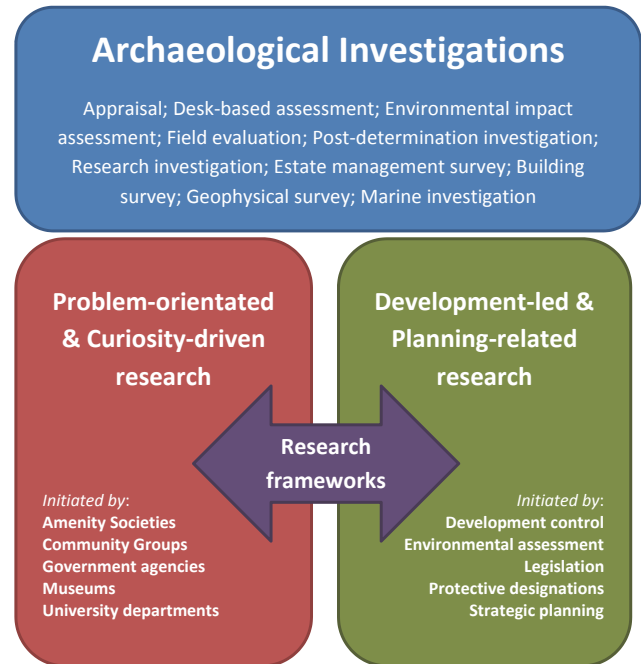 Archaeological Investigations
Appraisal; Desk-based assessment; Environmental impact
assessment; Field evaluation; Post-determination investigation;
Research investigation; Estate management survey; Building
survey; Geophysical survey; Marine investigation
Problem-orientated
& Curiosity-driven
research
Development-led &
Planning-related
research
Research
frameworks
Initiated by:
Amenity Societies
Community Groups
Government agencies
Museums
University departments
Initiated by:
Development control
Environmental assessment
Legislation
Protective designations
Strategic planning